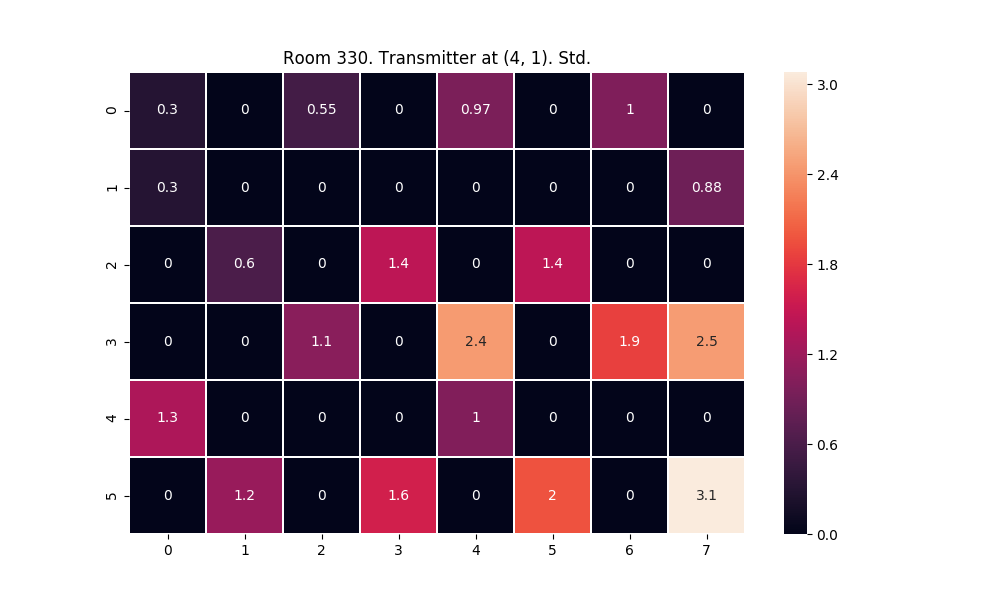 Room 330. Transmitter at (4, 1). Std.
0 0.3 0 0.55 0 0.97 0 1 0
1 0.3 0 0 0 0 0 0 0.88
2 0 0.6 0 1.4 0 1.4 0 0
3 0 0 1.1 0 2.4 0 1.9 2.5
4 1.3 0 0 0 1 0 0 0
5 0 1.2 0 1.6 0 2 0 3.1
0 1 2 3 4 5 6 7
3.0
2.4
1.8
1.2
0.6
0.0